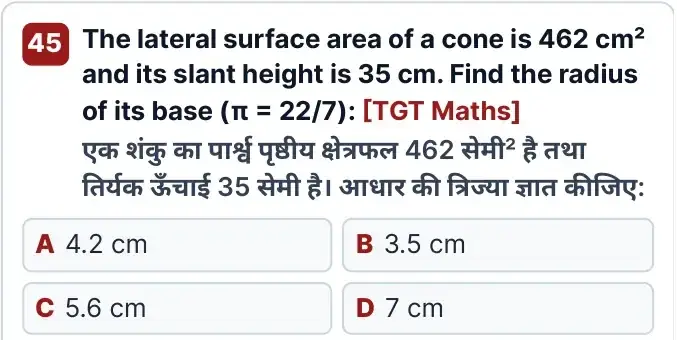 45 The lateral surface area of a cone is 462 cm²
and its slant height is 35 cm. Find the radius
of its base (π = 22/7): [TGT Maths]
एक शंकु का पार्श्व पृष्ठीय क्षेत्रफल 462 सेमी² है तथा
तिर्यक ऊँचाई 35 सेमी है। आधार की त्रिज्या ज्ञात कीजिए:
A 4.2 cm
B 3.5 cm
C 5.6 cm
D 7 cm